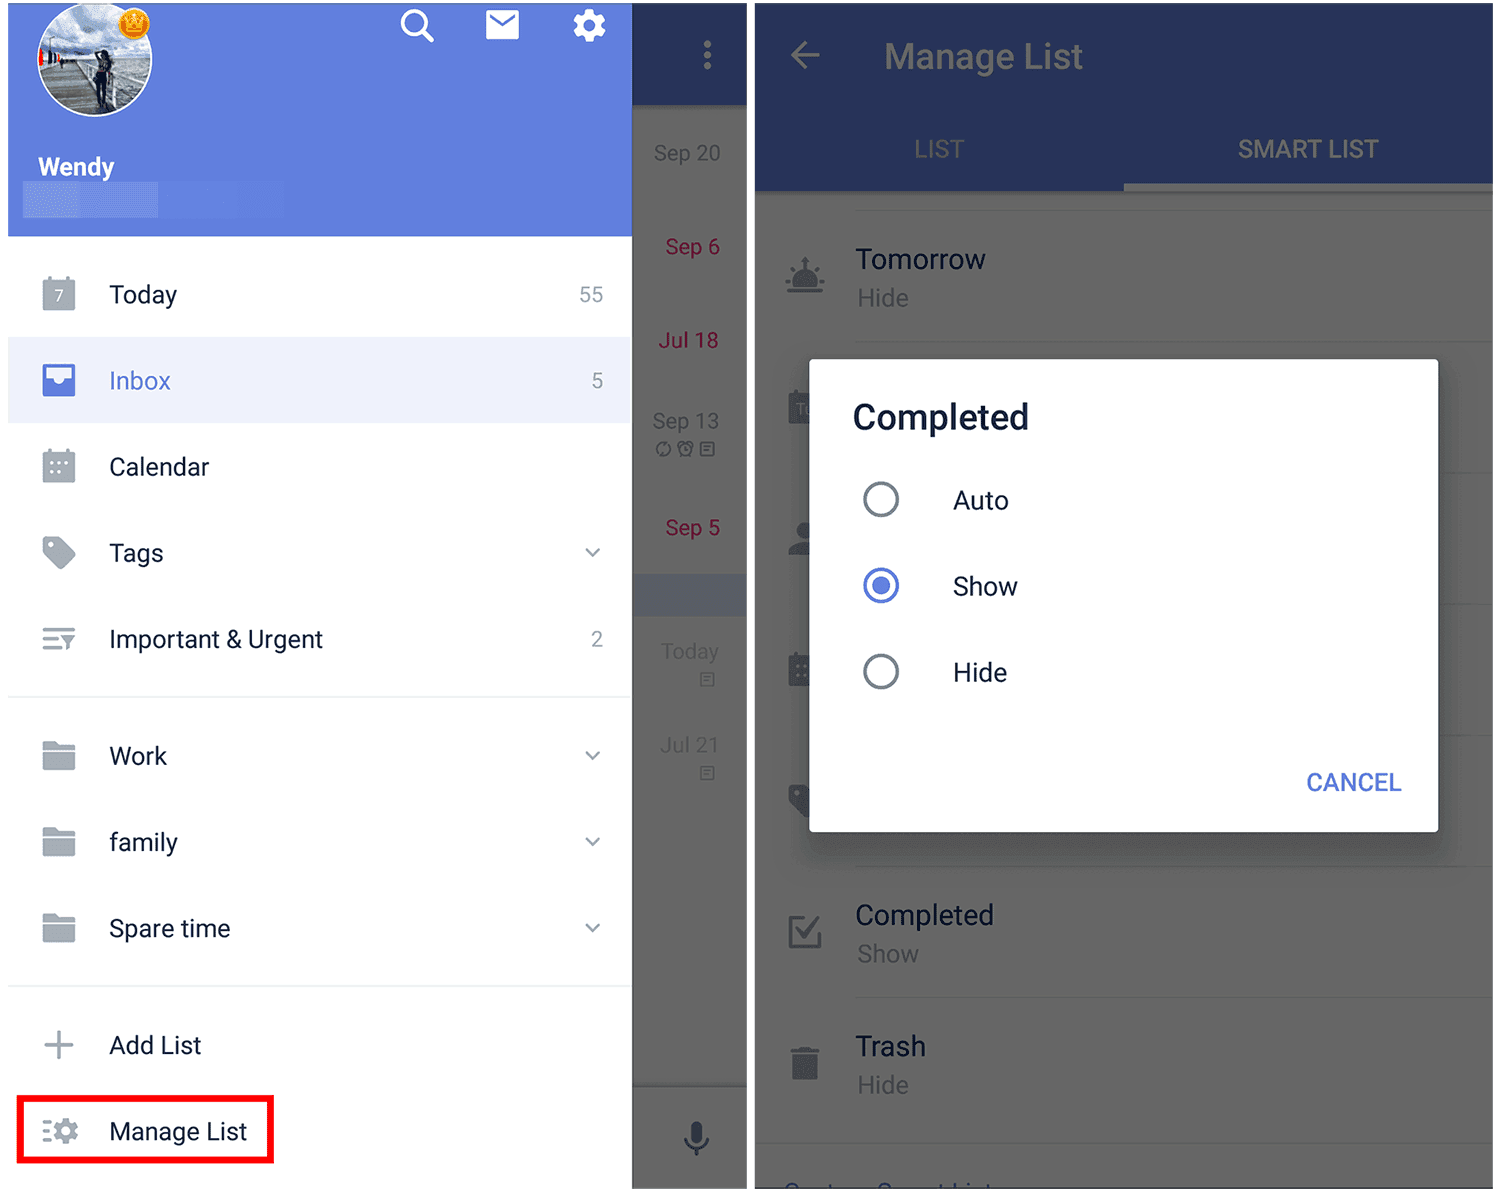 Wendy
7
Today 55
Inbox 5
Calendar
Tags
Important & Urgent 2
Work
family
Spare time
Add List
Manage List
Sep 20
Sep 6
Jul 18
Sep 13
Sep 5
Today
Jul 21
Manage List
LIST SMART LIST
Tomorrow
Hide
Completed
Auto
Show
Hide
CANCEL
Completed
Show
Trash
Hide